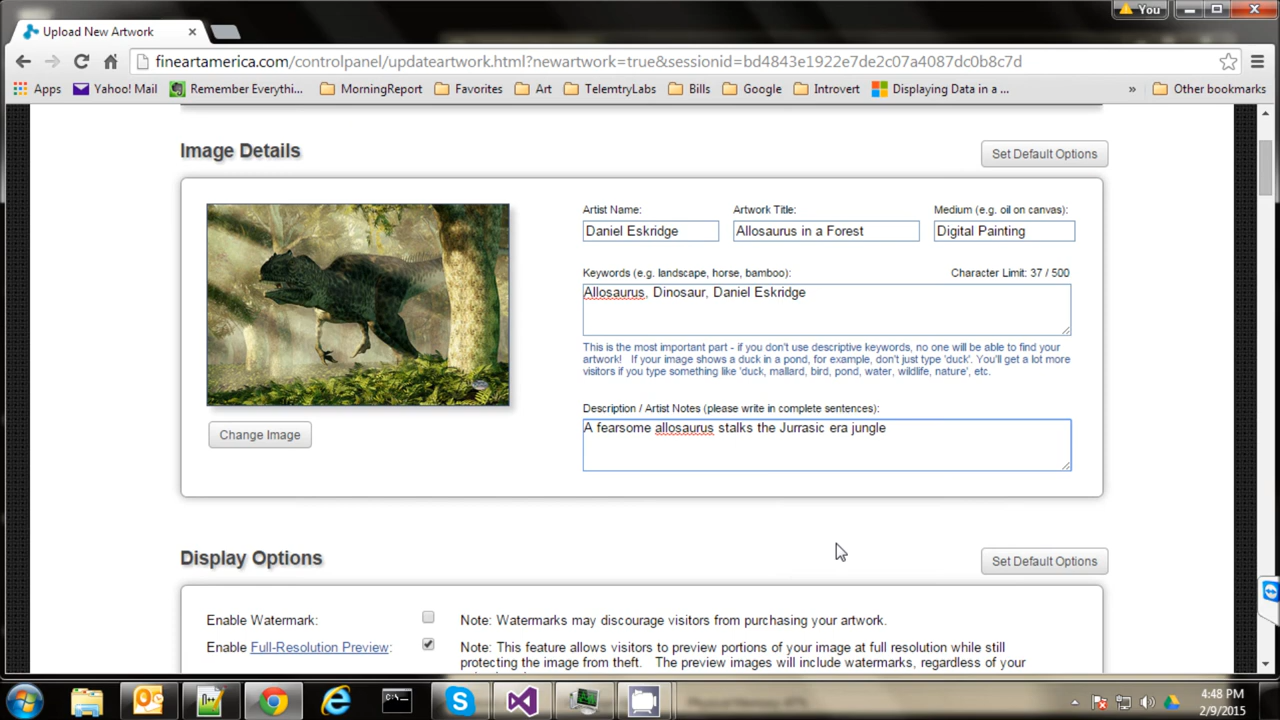 You
Upload New Artwork
fineartamerica.com/controlpanel/updateartwork.html?newartwork=true&sessionid=bd4843e1922e7de2c07a4087dc0b8c7d
Apps Yahoo! Mail Remember Everythi... MorningReport Favorites Art TelemtryLabs Bills Google Introvert Displaying Data in a ... » Other bookmarks
Image Details
Set Default Options
Artist Name: Artwork Title: Medium (e.g. oil on canvas):
Daniel Eskridge Allosaurus in a Forest Digital Painting
Keywords (e.g. landscape, horse, bamboo): Character Limit: 37 / 500
Allosaurus, Dinosaur, Daniel Eskridge
This is the most important part - if you don't use descriptive keywords, no one will be able to find your
artwork! If your image shows a duck in a pond, for example, don't just type 'duck'. You'll get a lot more
visitors if you type something like 'duck, mallard, bird, pond, water, wildlife, nature', etc.
Description / Artist Notes (please write in complete sentences):
A fearsome allosaurus stalks the Jurrasic era jungle
Change Image
Display Options
Set Default Options
Enable Watermark: Note: Watermarks may discourage visitors from purchasing your artwork.
Enable Full-Resolution Preview: Note: This feature allows visitors to preview portions of your image at full resolution while still
protecting the image from theft. The preview images will include watermarks, regardless of your
4:48 PM
2/9/2015